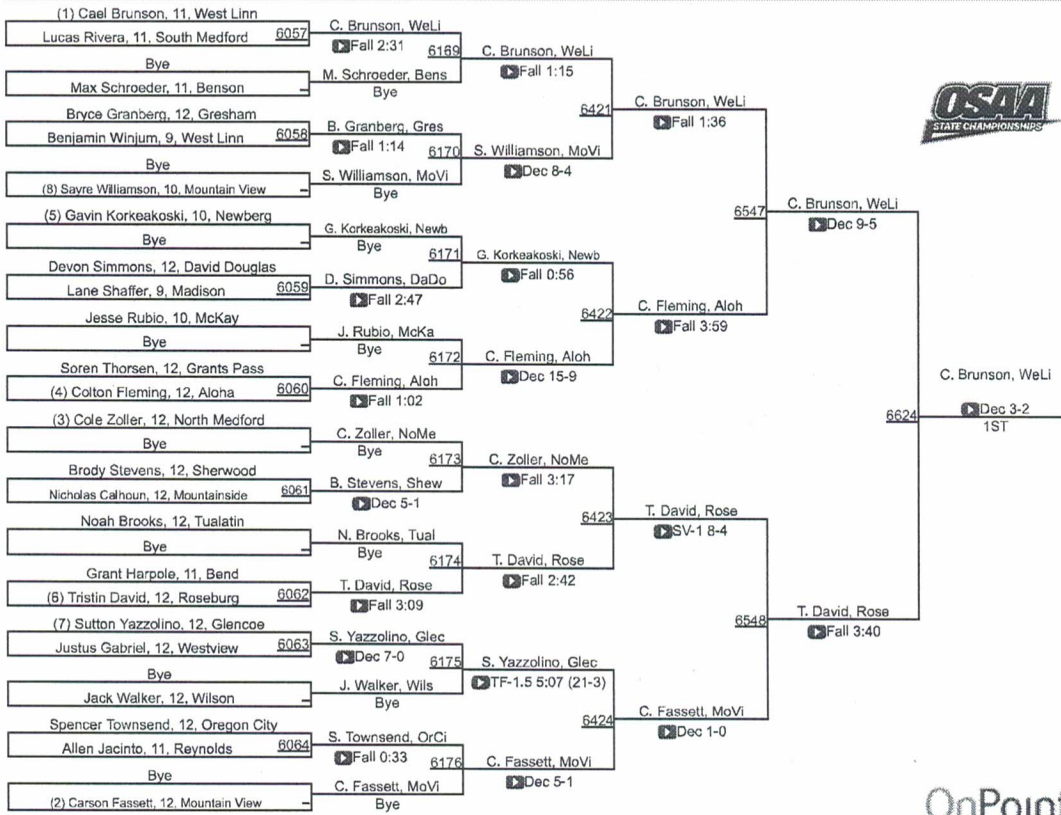 (1) Cael Brunson, 11, West Linn
Lucas Rivera, 11, South Medford
6057
Bye
Max Schroeder, 11, Benson
Bryce Granberg, 12, Gresham
Benjamin Winjum, 9, West Linn
6058
Bye
(8) Sayre Williamson, 10, Mountain View
(5) Gavin Korkeakoski, 10, Newberg
Bye
Devon Simmons, 12, David Douglas
Lane Shaffer, 9, Madison
6059
Jesse Rubio, 10, McKay
Bye
Soren Thorsen, 12, Grants Pass
(4) Colton Fleming, 12, Aloha
6060
(3) Cole Zoller, 12, North Medford
Bye
Brody Stevens, 12, Sherwood
Nicholas Calhoun, 12, Mountainside
6061
Noah Brooks, 12, Tualatin
Bye
Grant Harpole, 11, Bend
(6) Tristin David, 12, Roseburg
6062
(7) Sutton Yazzolino, 12, Glencoe
Justus Gabriel, 12, Westview
6063
Bye
Jack Walker, 12, Wilson
Spencer Townsend, 12, Oregon City
Allen Jacinto, 11, Reynolds
6064
Bye
(2) Carson Fassett, 12, Mountain View
C. Brunson, WeLi
Fall 2:31
6169
M. Schroeder, Bens
Bye
B. Granberg, Gres
Fall 1:14
6170
S. Williamson, MoVi
Bye
G. Korkeakoski, Newb
Bye
6171
D. Simmons, DaDo
Fall 2:47
J. Rubio, McKa
Bye
6172
C. Fleming, Aloh
Fall 1:02
C. Zoller, NoMe
Bye
6173
B. Stevens, Shew
Dec 5-1
N. Brooks, Tual
Bye
6174
T. David, Rose
Fall 3:09
S. Yazzolino, Glec
Dec 7-0
6175
J. Walker, Wils
Bye
S. Townsend, OrCi
Fall 0:33
6176
C. Fassett, MoVi
Bye
C. Brunson, WeLi
Fall 1:15
6421
S. Williamson, MoVi
Dec 8-4
G. Korkeakoski, Newb
Fall 0:56
6422
C. Fleming, Aloh
Dec 15-9
C. Zoller, NoMe
Fall 3:17
6423
T. David, Rose
Fall 2:42
S. Yazzolino, Glec
TF-1.5 5:07 (21-3)
6424
C. Fassett, MoVi
Dec 5-1
C. Brunson, WeLi
Fall 1:36
6547
C. Fleming, Aloh
Fall 3:59
T. David, Rose
SV-1 8-4
6548
C. Fassett, MoVi
Dec 1-0
C. Brunson, WeLi
Dec 9-5
6624
T. David, Rose
Fall 3:40
C. Brunson, WeLi
Dec 3-2
1ST
OSAA
STATE CHAMPIONSHIPS
OnPoint